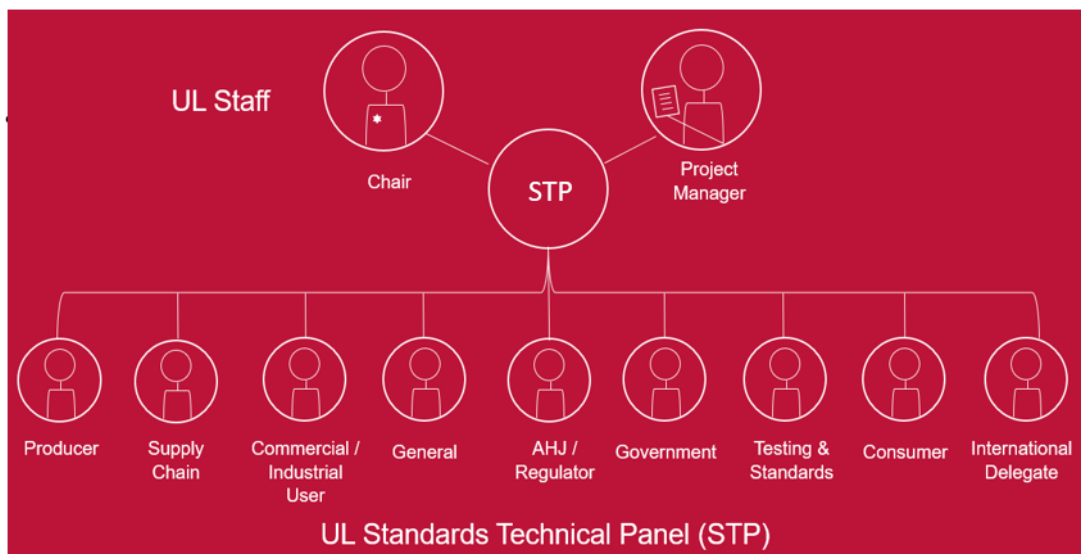 UL Staff
Chair
Project
Manager
STP
Producer
Supply
Chain
Commercial /
Industrial
User
General
AHJ /
Regulator
Government
Testing &
Standards
Consumer
International
Delegate
UL Standards Technical Panel (STP)